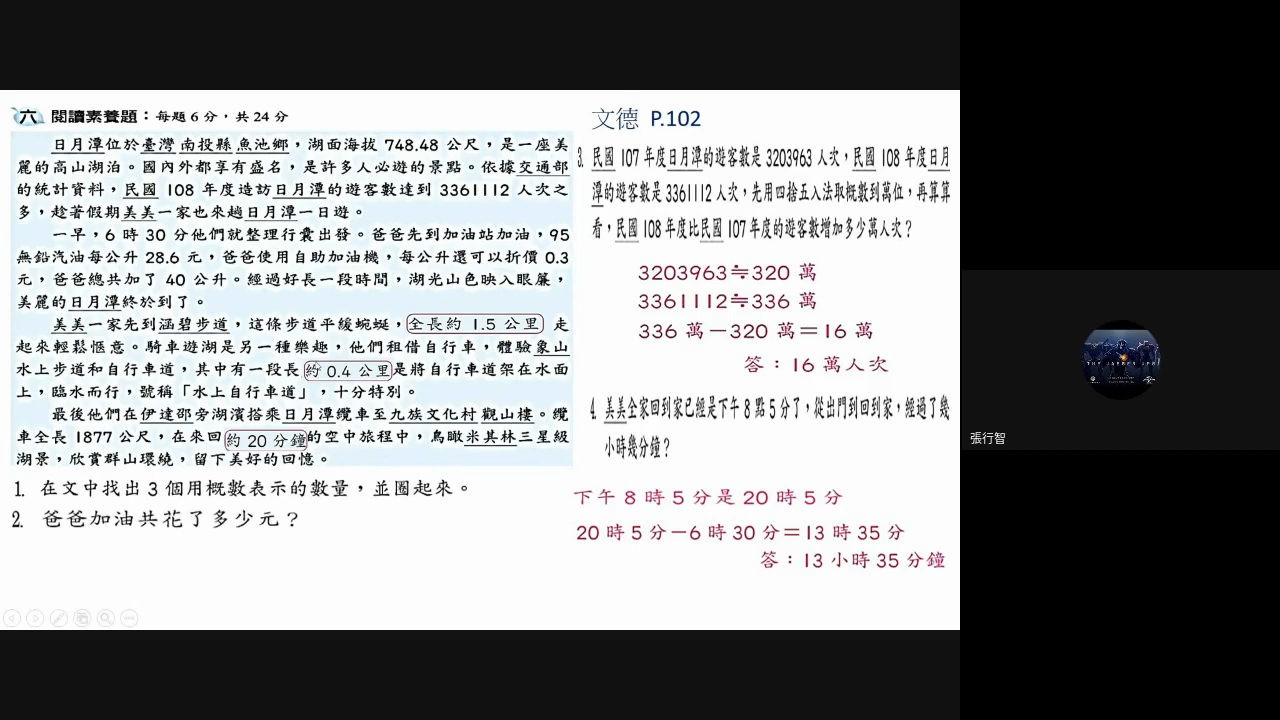 六 閱讀素養題：每題 6 分，共 24 分
日月潭位於臺灣 南投縣 魚池鄉，湖面海拔 748.48 公尺，是一座美
麗的高山湖泊。國內外都享有盛名，是許多人必遊的景點。依據交通部
的統計資料，民國 108 年度造訪日月潭的遊客數達到 3361112 人次之
多，趁著假期美美一家也來趟日月潭一日遊。
一早，6 時 30 分他們就整理行囊出發。爸爸先到加油站加油，95
無鉛汽油每公升 28.6 元，爸爸使用自助加油機，每公升還可以折價 0.3
元，爸爸總共加了 40 公升。經過好長一段時間，湖光山色映入眼簾，
美麗的日月潭終於到了。
美美一家先到涵碧步道，這條步道平緩蜿蜒，全長約 1.5 公里 走
起來輕鬆愜意。騎車遊湖是另一種樂趣，他們租借自行車，體驗象山
水上步道和自行車道，其中有一段長 約 0.4 公里是將自行車道架在水面
上，臨水而行，號稱「水上自行車道」，十分特別。
最後他們在伊達邵旁湖濱搭乘日月潭纜車至九族文化村 觀山樓。纜
車全長 1877 公尺，在來回 約 20 分鐘的空中旅程中，鳥瞰米其林三星級
湖景，欣賞群山環繞，留下美好的回憶。
1. 在文中找出 3 個用概數表示的數量，並圈起來。
2. 爸爸加油共花了多少元？
文德 P.102
3. 民國 107 年度日月潭的遊客數是 3203963 人次，民國 108 年度日月
潭的遊客數是 3361112 人次，先用四捨五入法取概數到萬位，再算算
看，民國 108 年度比民國 107 年度的遊客數增加多少萬人次？
3203963≒320 萬
3361112≒336 萬
336 萬－320 萬＝16 萬
答：16 萬人次
4. 美美全家回到家已經是下午 8 點 5 分了，從出門到回到家，經過了幾
小時幾分鐘？
下午 8 時 5 分是 20 時 5 分
20 時 5 分－6 時 30 分＝13 時 35 分
答：13 小時 35 分鐘
張行智